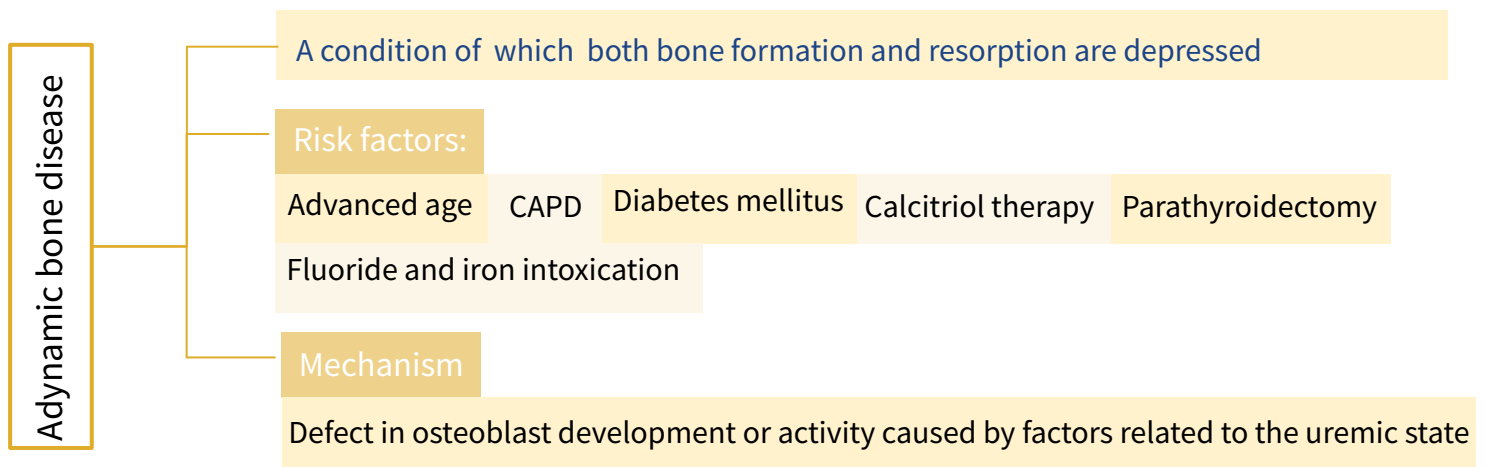 Adynamic bone disease
A condition of which both bone formation and resorption are depressed
Risk factors:
Advanced age CAPD Diabetes mellitus Calcitriol therapy Parathyroidectomy
Fluoride and iron intoxication
Mechanism
Defect in osteoblast development or activity caused by factors related to the uremic state